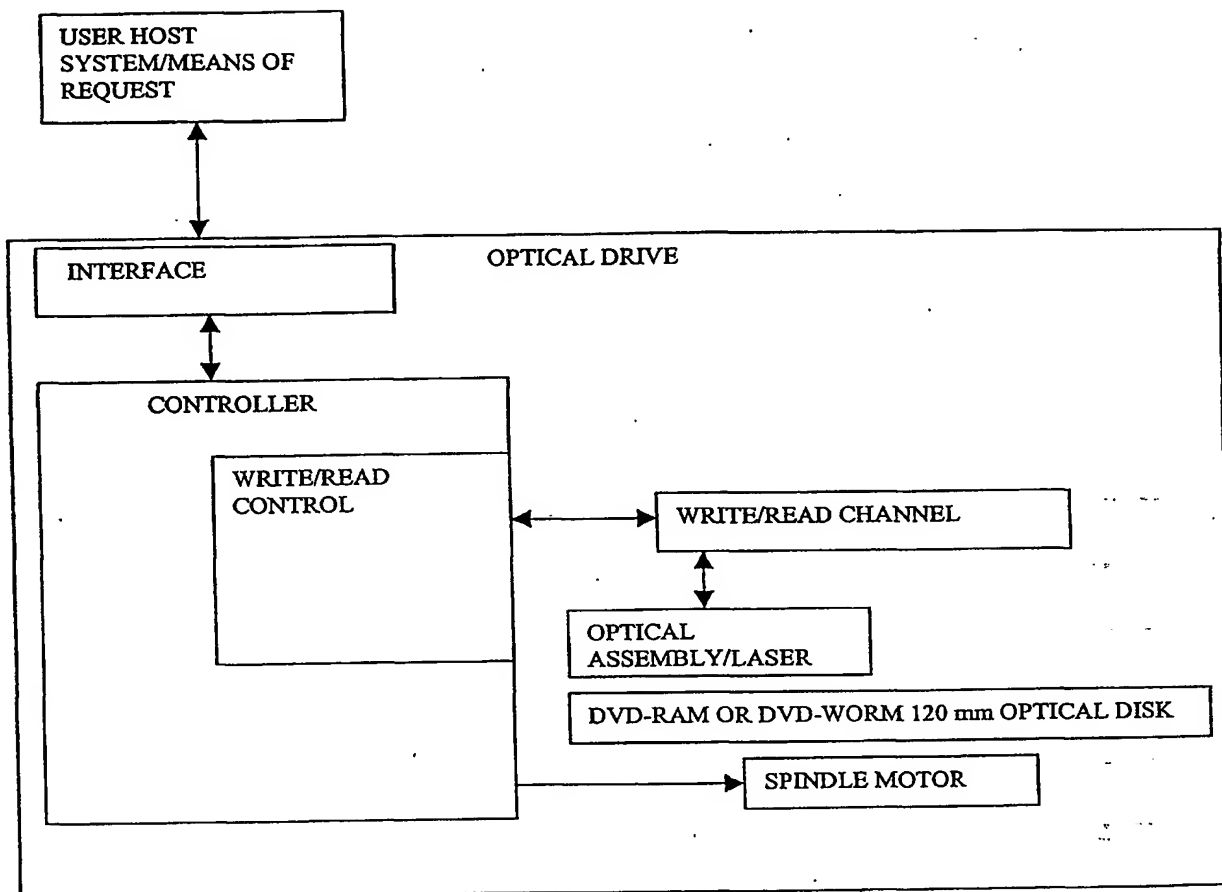 USER HOST
SYSTEM/MEANS OF
REQUEST
INTERFACE
OPTICAL DRIVE
CONTROLLER
WRITE/READ
CONTROL
WRITE/READ CHANNEL
OPTICAL
ASSEMBLY/LASER
DVD-RAM OR DVD-WORM 120 mm OPTICAL DISK
SPINDLE MOTOR